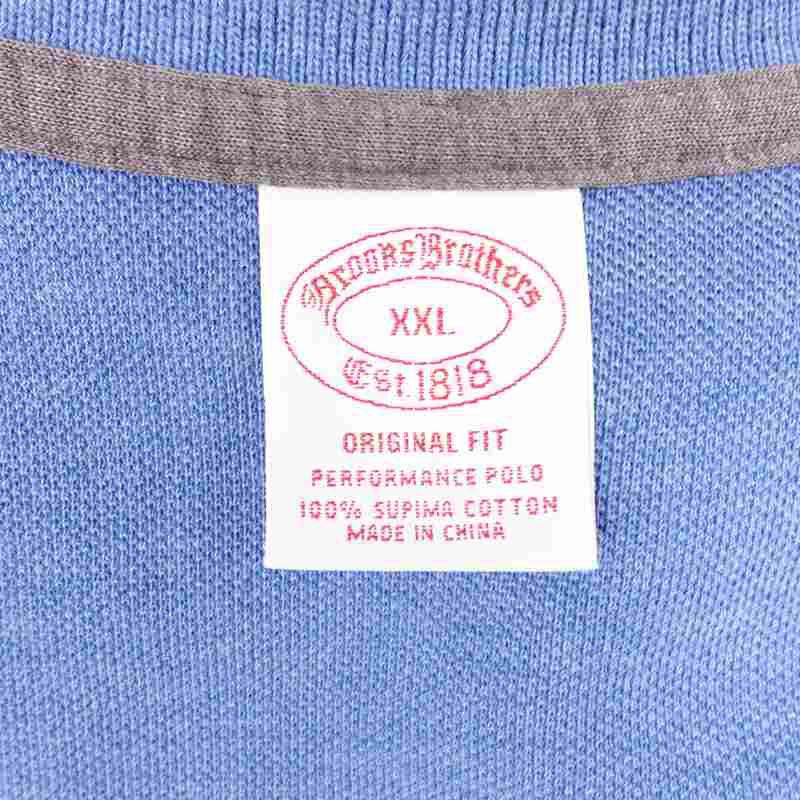 Brooks Brothers
XXL
Est. 1818
ORIGINAL FIT
PERFORMANCE POLO
100% SUPIMA COTTON
MADE IN CHINA